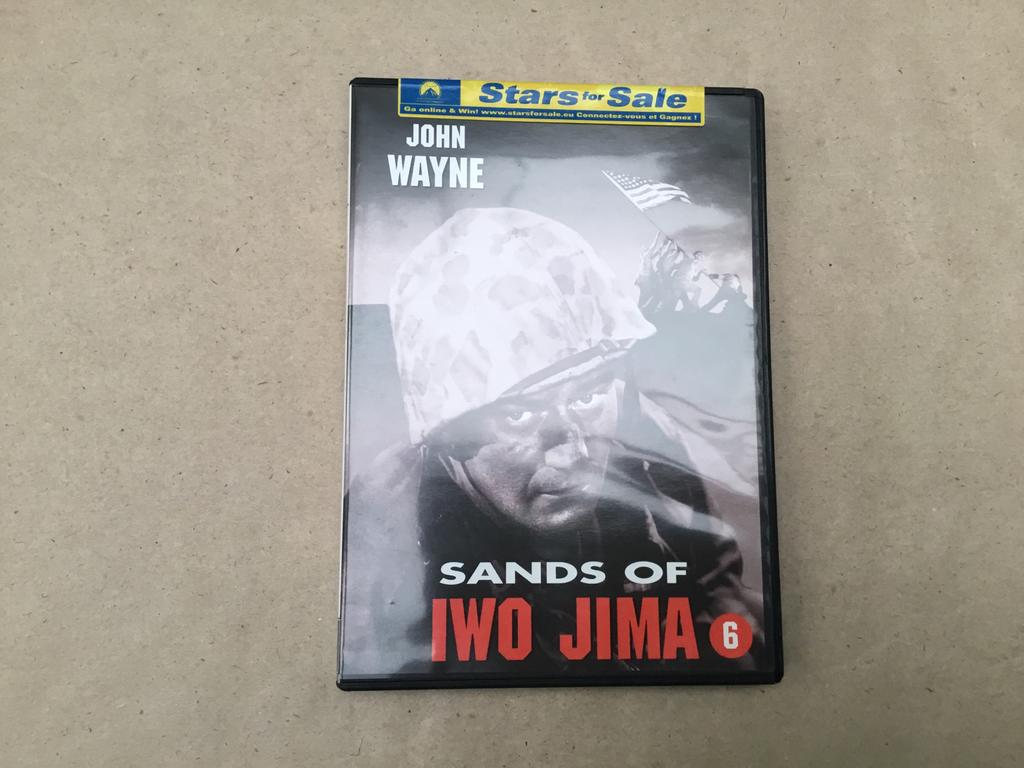 Stars for Sale
Ga online & Win! www.starsforsale.eu Connectez-vous et Gagnez !
JOHN
WAYNE
SANDS OF
IWO JIMA 6